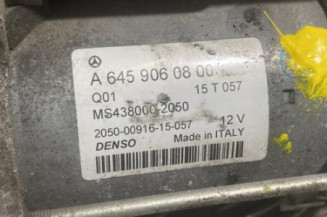 A 645 906 08 00
Q01 15 T 057
MS438000-2050
2050-00916-15-057 12 V
DENSO Made in ITALY